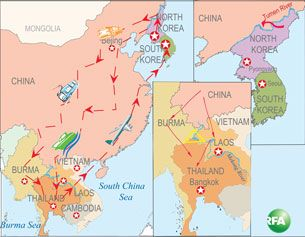 MONGOLIA
NORTH
KOREA
Beijing
SOUTH
KOREA
CHINA
BURMA
VIETNAM
LAOS
THAILAND
CAMBODIA
South China
Sea
Burma Sea
Tumen River
CHINA
NORTH
KOREA
Pyongyang
Seoul
SOUTH
KOREA
CHINA
BURMA
VIETNAM
LAOS
THAILAND
Bangkok
RFA